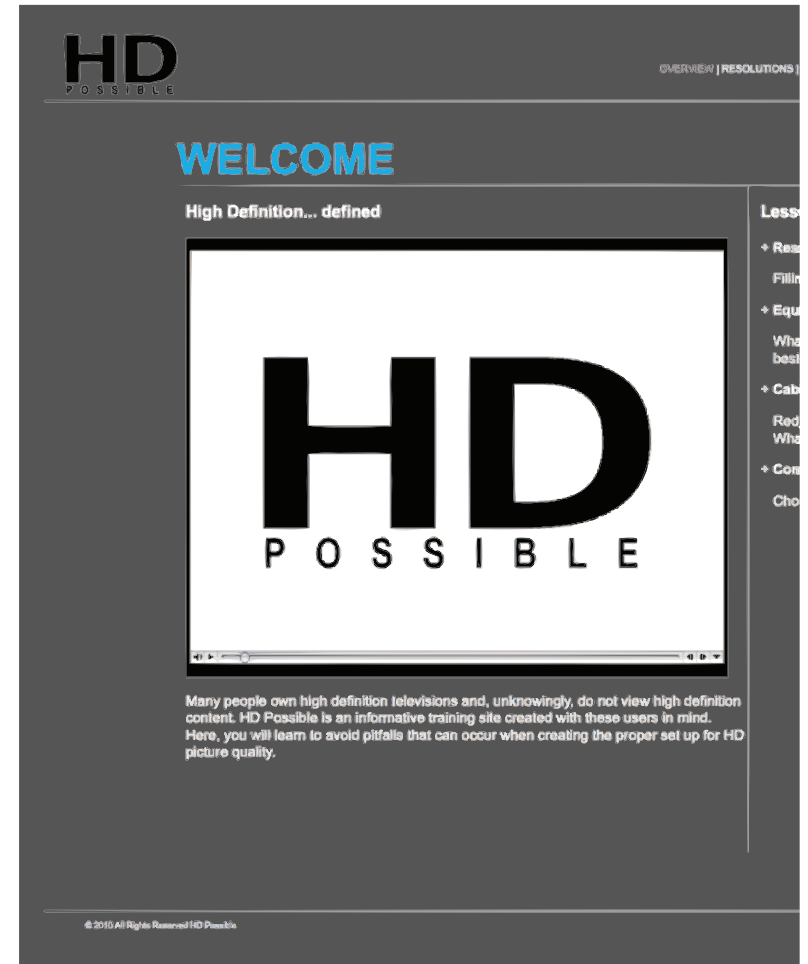 HD
POSSIBLE
OVERVIEW | RESOLUTIONS |
WELCOME
High Definition... defined
HD
POSSIBLE
Many people own high definition televisions and, unknowingly, do not view high definition
content. HD Possible is an informative training site created with these users in mind.
Here, you will learn to avoid pitfalls that can occur when creating the proper set up for HD
picture quality.
+
+
What
best
+
Red,
+
© 2010 All Rights Reserved HD Possible